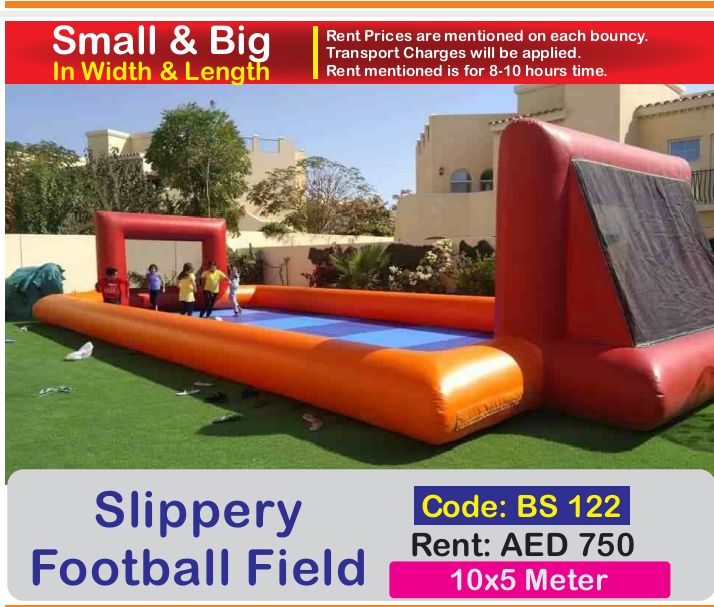 Small & Big
In Width & Length
Rent Prices are mentioned on each bouncy.
Transport Charges will be applied.
Rent mentioned is for 8-10 hours time.
Slippery
Football Field
Code: BS 122
Rent: AED 750
10x5 Meter